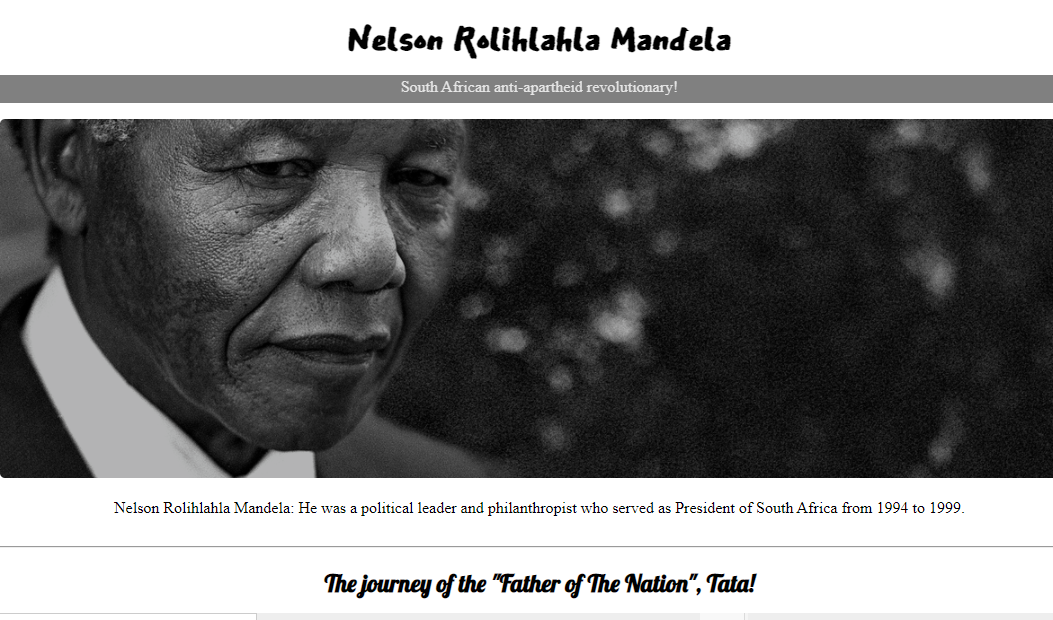 Nelson Rolihlahla Mandela
South African anti-apartheid revolutionary!
Nelson Rolihlahla Mandela: He was a political leader and philanthropist who served as President of South Africa from 1994 to 1999.
The journey of the "Father of The Nation", Tata!